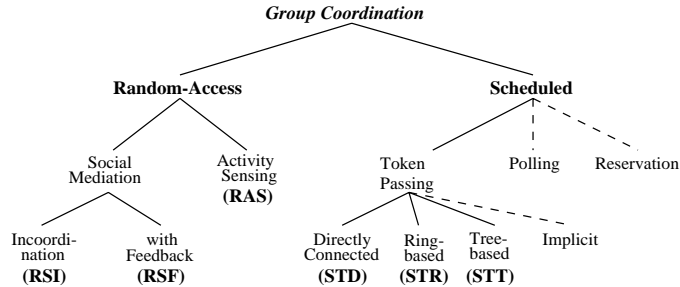 Group Coordination
Random-Access
Scheduled
Social
Mediation
Activity
Sensing
(RAS)
Token
Passing
Polling
Reservation
Incoordi-
nation
(RSI)
with
Feedback
(RSF)
Directly
Connected
(STD)
Ring-
based
(STR)
Tree-
based
(STT)
Implicit